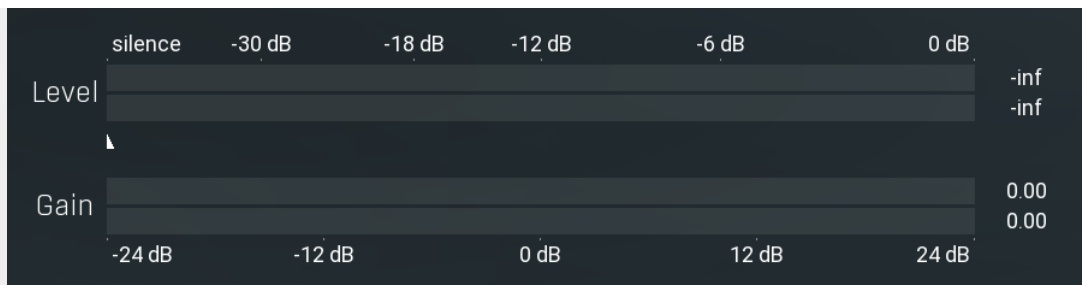 silence -30 dB -18 dB -12 dB -6 dB 0 dB
Level
-inf
-inf
Gain
0.00
0.00
-24 dB -12 dB 0 dB 12 dB 24 dB